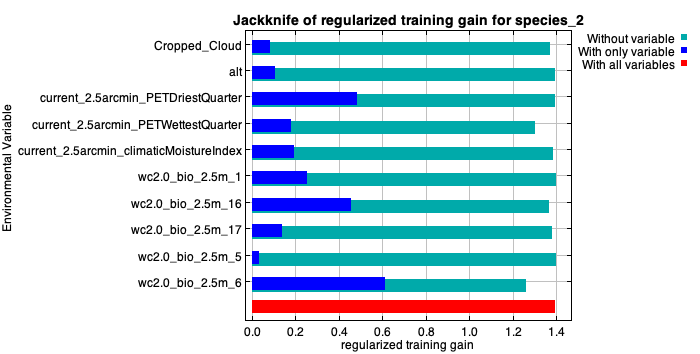 Jackknife of regularized training gain for species_2
Without variable
With only variable
With all variables
Environmental Variable
Cropped_Cloud
alt
current_2.5arcmin_PETDriestQuarter
current_2.5arcmin_PETWettestQuarter
current_2.5arcmin_climaticMoistureIndex
wc2.0_bio_2.5m_1
wc2.0_bio_2.5m_16
wc2.0_bio_2.5m_17
wc2.0_bio_2.5m_5
wc2.0_bio_2.5m_6
0.0 0.2 0.4 0.6 0.8 1.0 1.2 1.4
regularized training gain